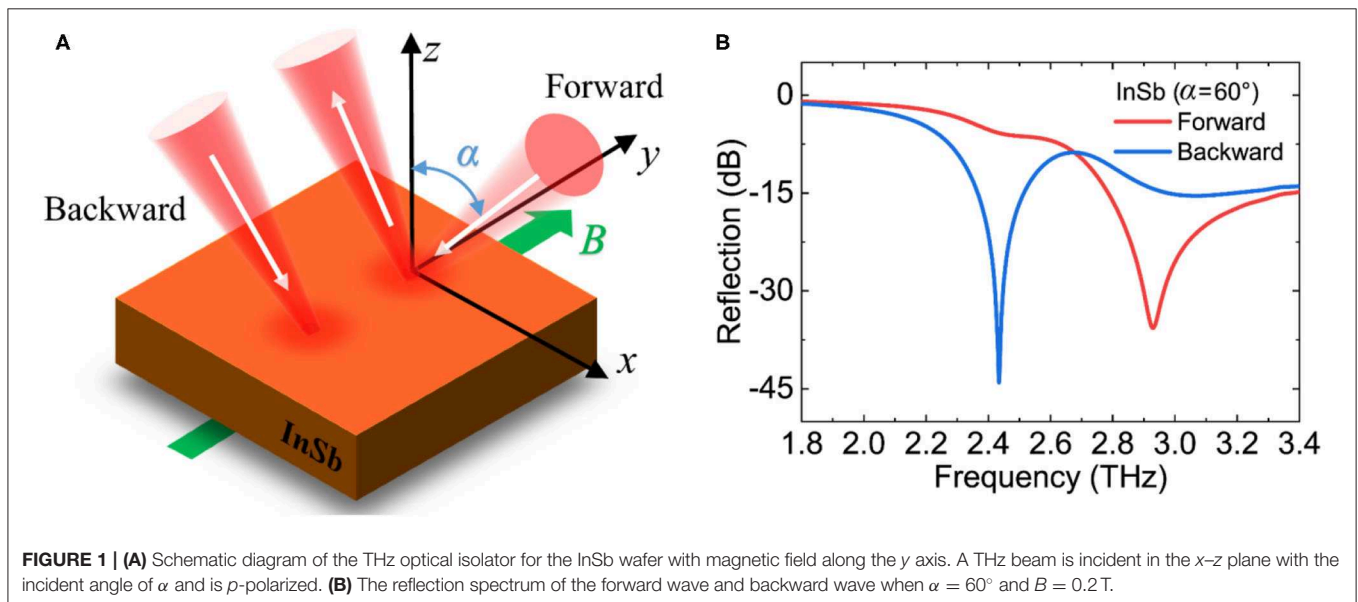 A
z
Forward
α
y
Backward
B
x
InSb
B
InSb (α=60°)
Forward
Backward
Reflection (dB)
0
-15
-30
-45
1.8 2.0 2.2 2.4 2.6 2.8 3.0 3.2 3.4
Frequency (THz)
FIGURE 1 | (A) Schematic diagram of the THz optical isolator for the InSb wafer with magnetic field along the y axis. A THz beam is incident in the x–z plane with the
incident angle of α and is p-polarized. (B) The reflection spectrum of the forward wave and backward wave when α = 60° and B = 0.2 T.